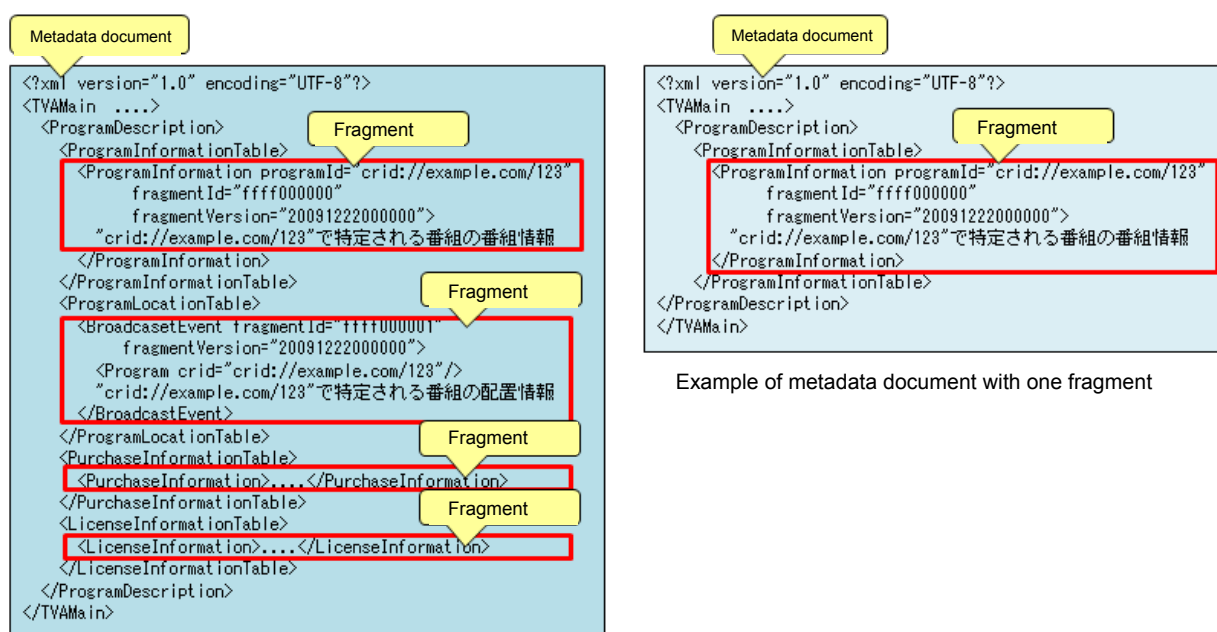 Metadata document
<?xml version="1.0" encoding="UTF-8"?>
<TVAMain ....>
<ProgramDescription>
Fragment
<ProgramInformationTable>
<ProgramInformation programId="crid://example.com/123"
fragmentId="ffff000000"
fragmentVersion="20091222000000">
"crid://example.com/123"で特定される番組の番組情報
</ProgramInformation>
</ProgramInformationTable>
Fragment
<ProgramLocationTable>
<BroadcasetEvent fragmentId="ffff000001"
fragmentVersion="20091222000000">
<Program crid="crid://example.com/123"/>
"crid://example.com/123"で特定される番組の配置情報
</BroadcastEvent>
</ProgramLocationTable>
Fragment
<PurchaseInformationTable>
<PurchaseInformation>....</PurchaseInformation>
</PurchaseInformationTable>
Fragment
<LicenseInformationTable>
<LicenseInformation>....</LicenseInformation>
</LicenseInformationTable>
</ProgramDescription>
</TVAMain>
Metadata document
<?xml version="1.0" encoding="UTF-8"?>
<TVAMain ....>
<ProgramDescription>
Fragment
<ProgramInformationTable>
<ProgramInformation programId="crid://example.com/123"
fragmentId="ffff000000"
fragmentVersion="20091222000000">
"crid://example.com/123"で特定される番組の番組情報
</ProgramInformation>
</ProgramInformationTable>
</ProgramDescription>
</TVAMain>
Example of metadata document with one fragment